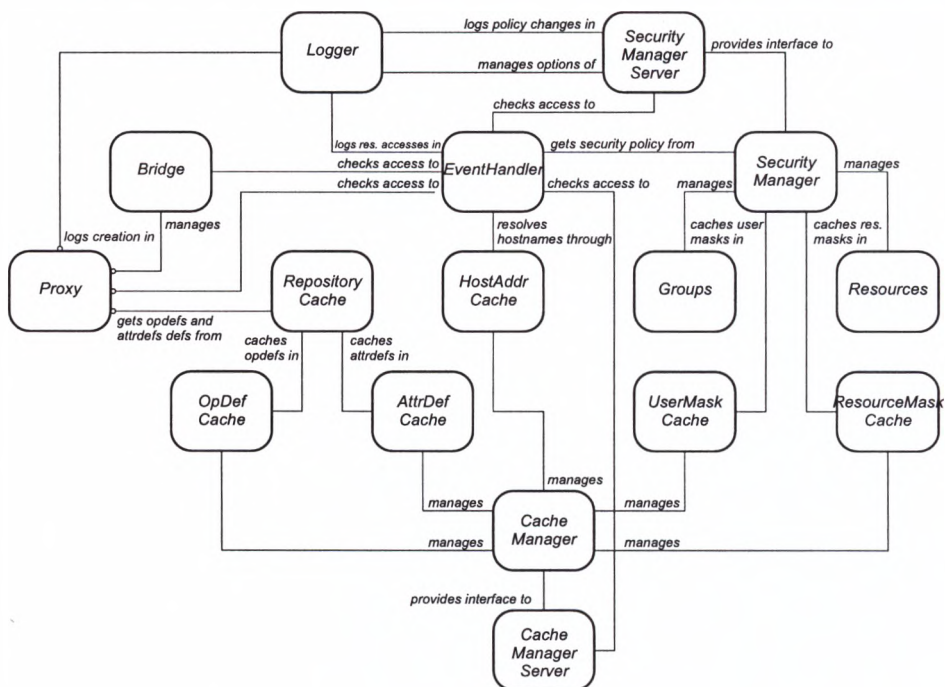 logs policy changes in
Logger
Security
Manager
Server
provides interface to
manages options of
checks access to
logs res. accesses in
gets security policy from
Bridge
checks access to
EventHandler
Security
Manager
manages
checks access to
checks access to
manages
manages
resolves
hostnames through
caches user
masks in
caches res.
masks in
logs creation in
Proxy
Repository
Cache
HostAddr
Cache
Groups
Resources
gets opdefs and
attrdefs defs from
caches
opdefs in
caches
attrdefs in
OpDef
Cache
AttrDef
Cache
UserMask
Cache
ResourceMask
Cache
manages
manages
manages
Cache
Manager
manages
manages
provides interface to
Cache
Manager
Server